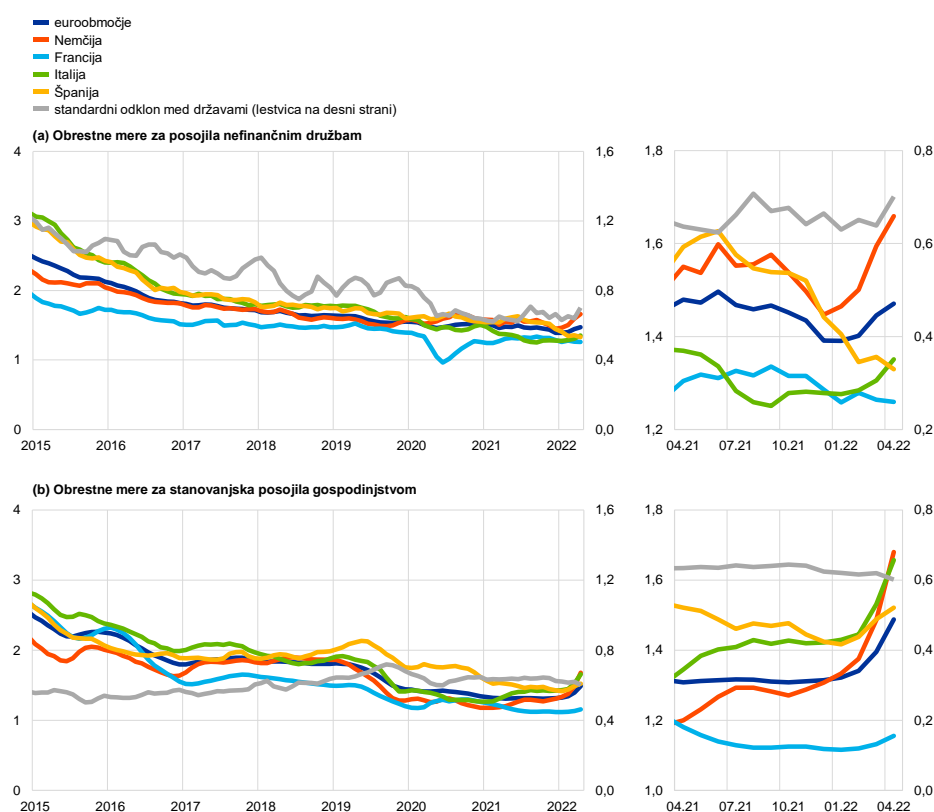 euroobmočje
Nemčija
Francija
Italija
Španija
standardni odklon med državami (lestvica na desni strani)
(a) Obrestne mere za posojila nefinančnim družbam
4 1,6 1,8 0,8
3 1,2 1,6 0,6
2 0,8
1,4 0,4
1 0,4
0 0,0 1,2 0,2
2015 2016 2017 2018 2019 2020 2021 2022 04.21 07.21 10.21 01.22 04.22
(b) Obrestne mere za stanovanjska posojila gospodinjstvom
4 1,6 1,8 0,8
3 1,2 1,6 0,6
2 0,8 1,4 0,4
1 0,4 1,2 0,2
0 0,0 1,0 0,0
2015 2016 2017 2018 2019 2020 2021 2022 04.21 07.21 10.21 01.22 04.22